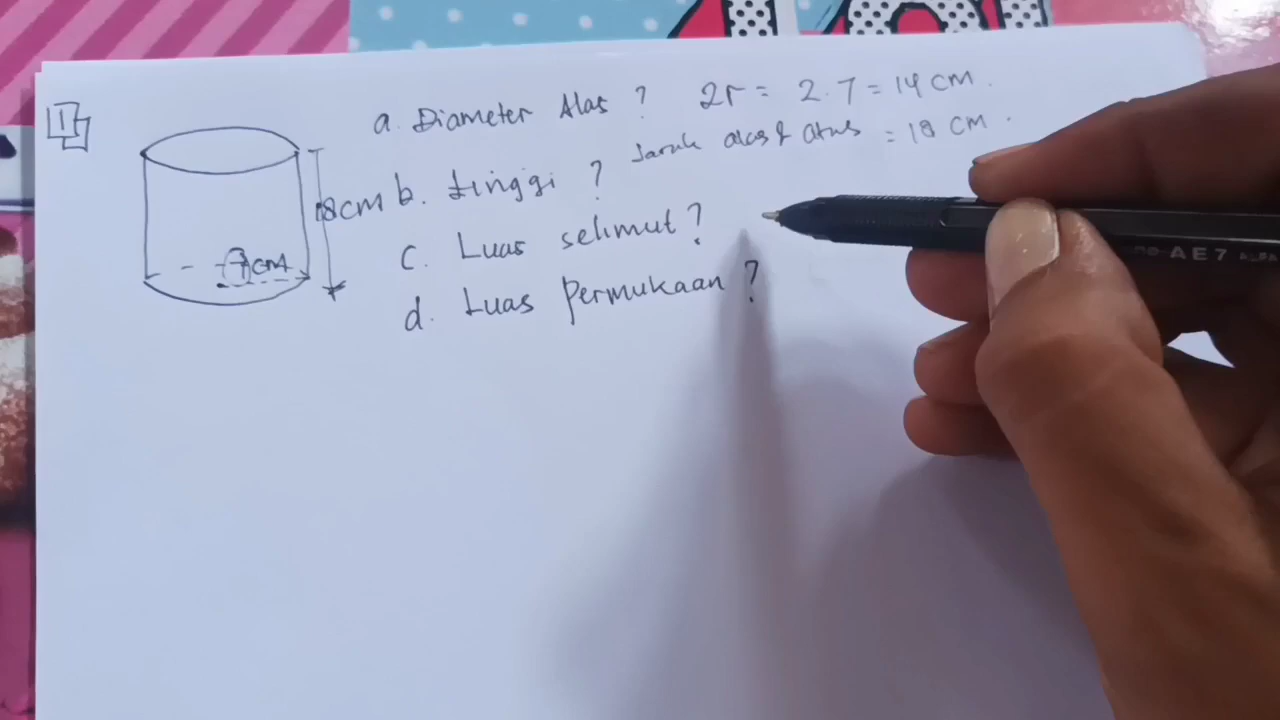 1
a. Diameter Alas ? 2r = 2.7 = 14 cm.
Jarak alas & atas = 18 cm.
18cm b. tinggi ?
c. Luas selimut ?
7cm
d. Luas permukaan ?
AE7